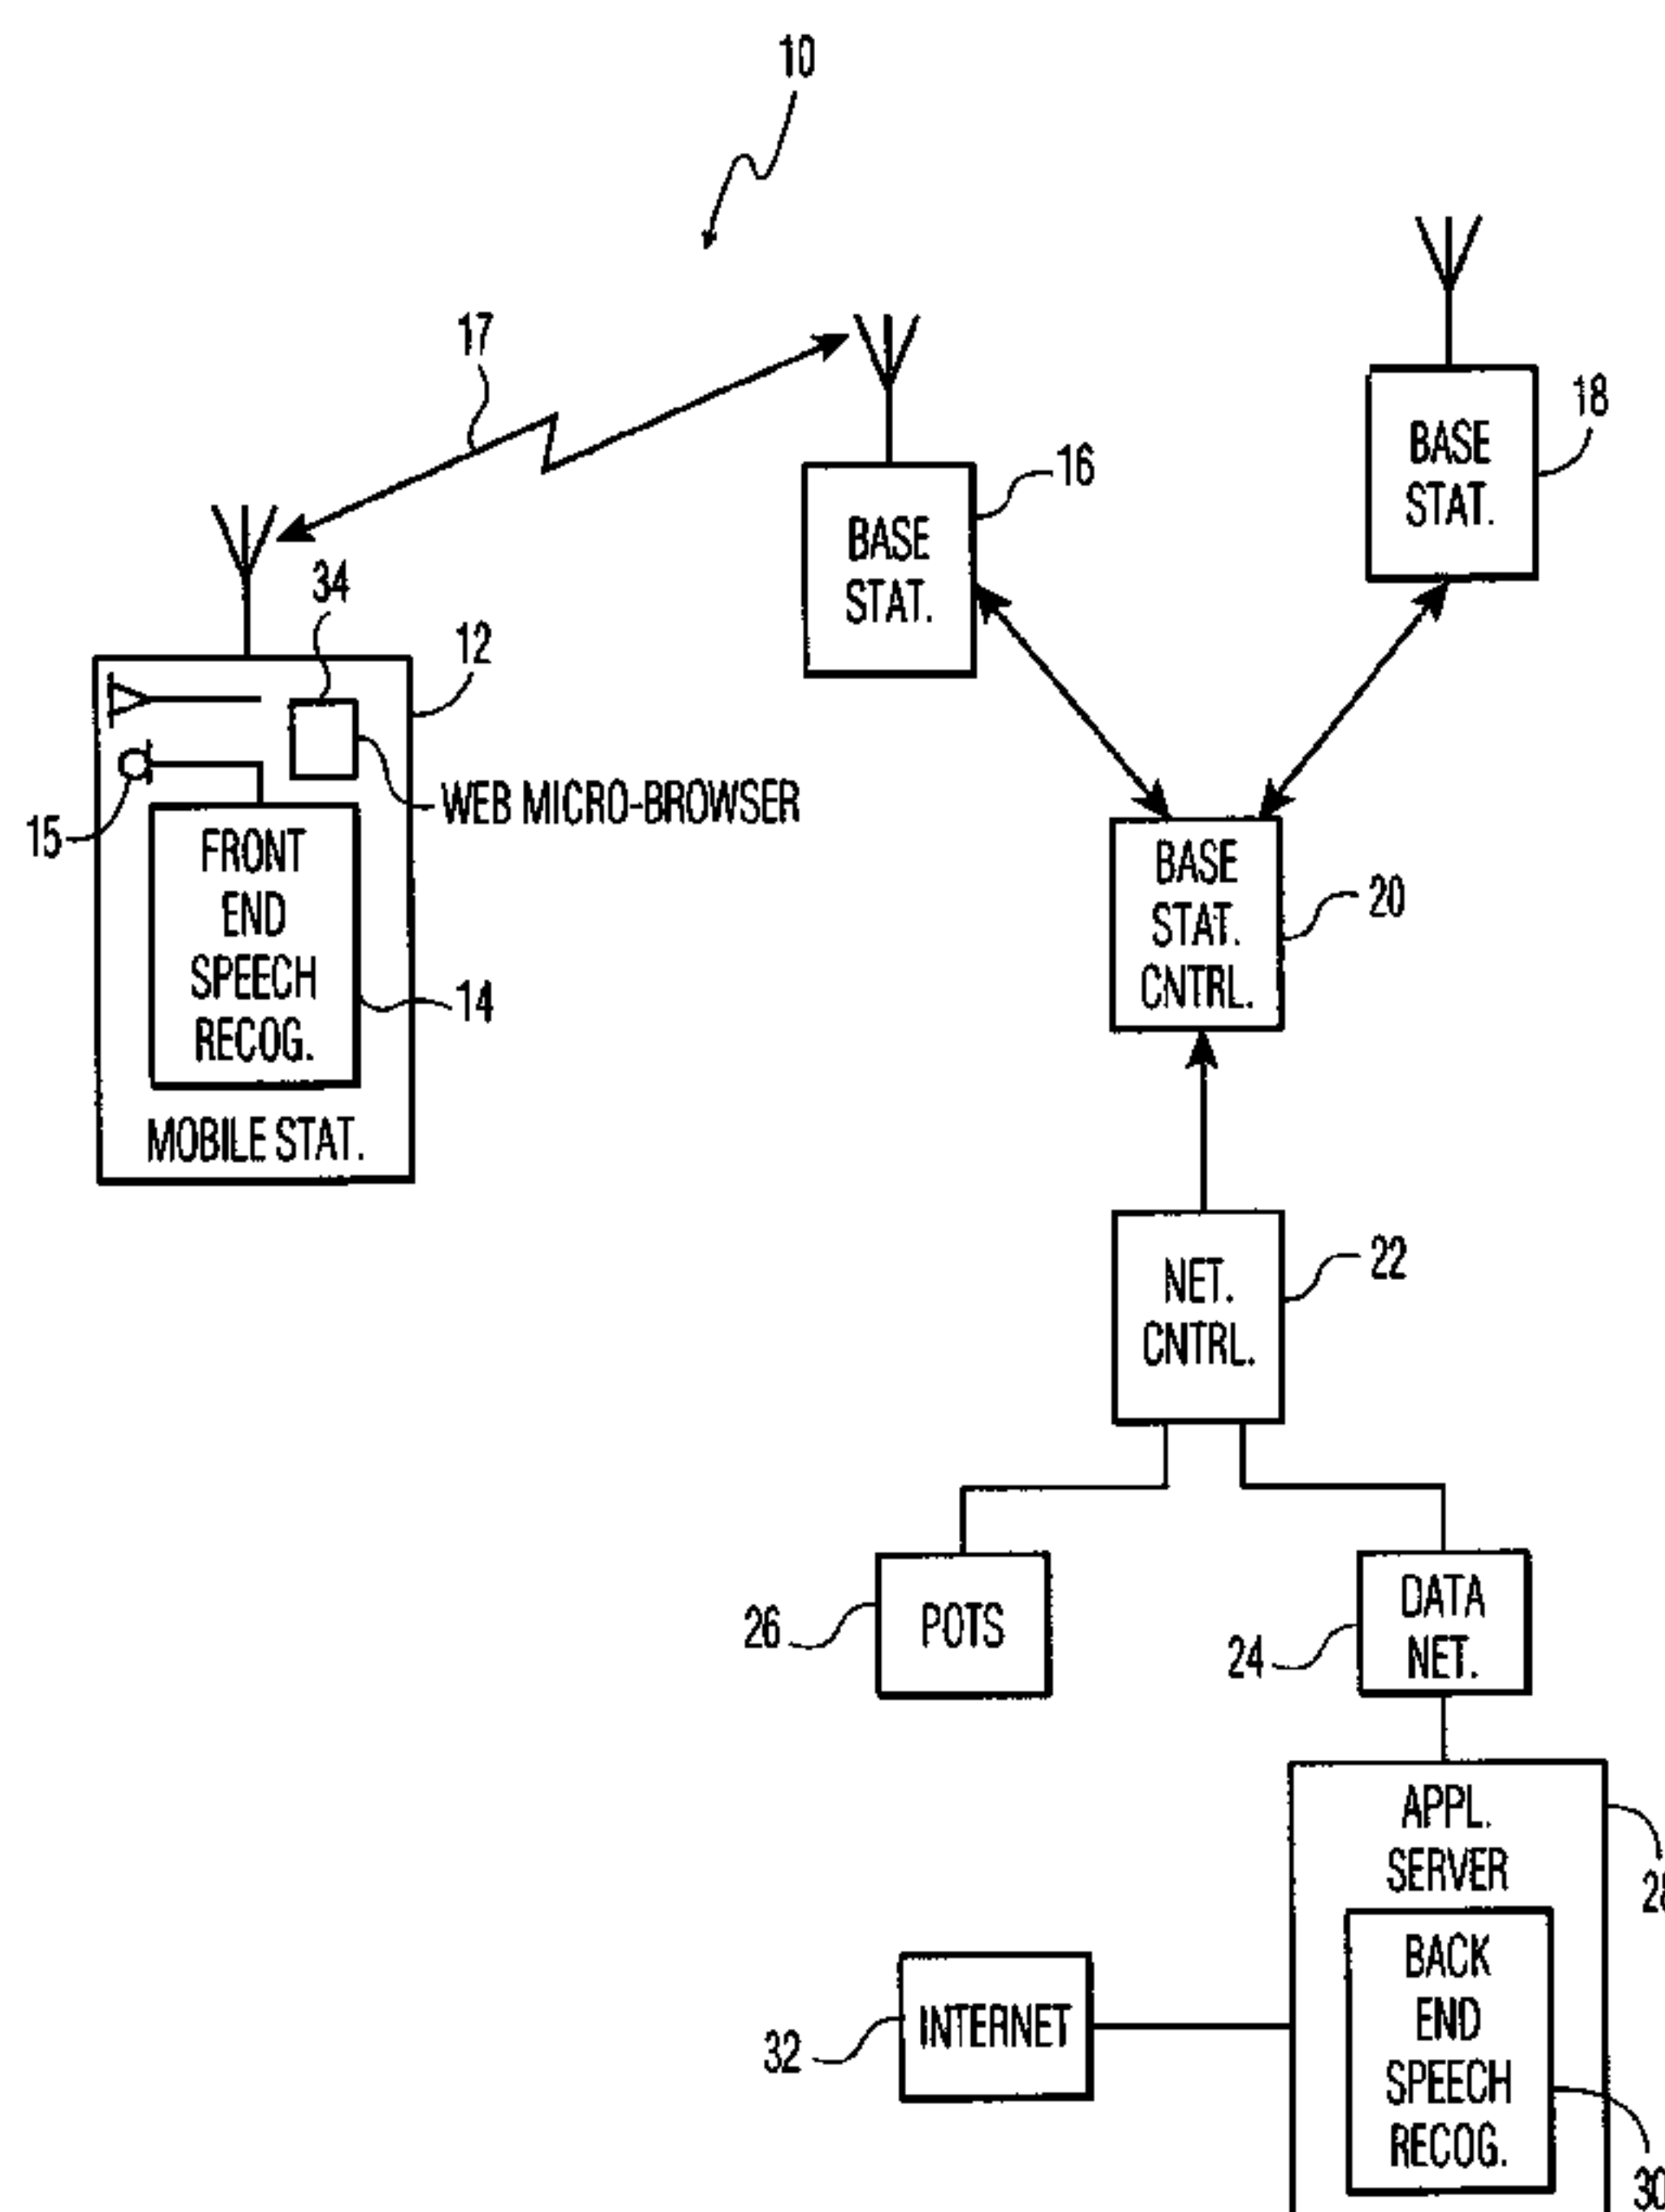 10
17
18
BASE
STAT.
16
BASE
STAT.
34
12
WEB MICRO-BROWSER
15
FRONT
END
SPEECH
RECOG.
14
MOBILE STAT.
BASE
STAT.
CNTRL.
20
NET.
CNTRL.
22
26
POTS
24
DATA
NET.
APPL.
SERVER
BACK
END
SPEECH
RECOG.
32
INTERNET
30